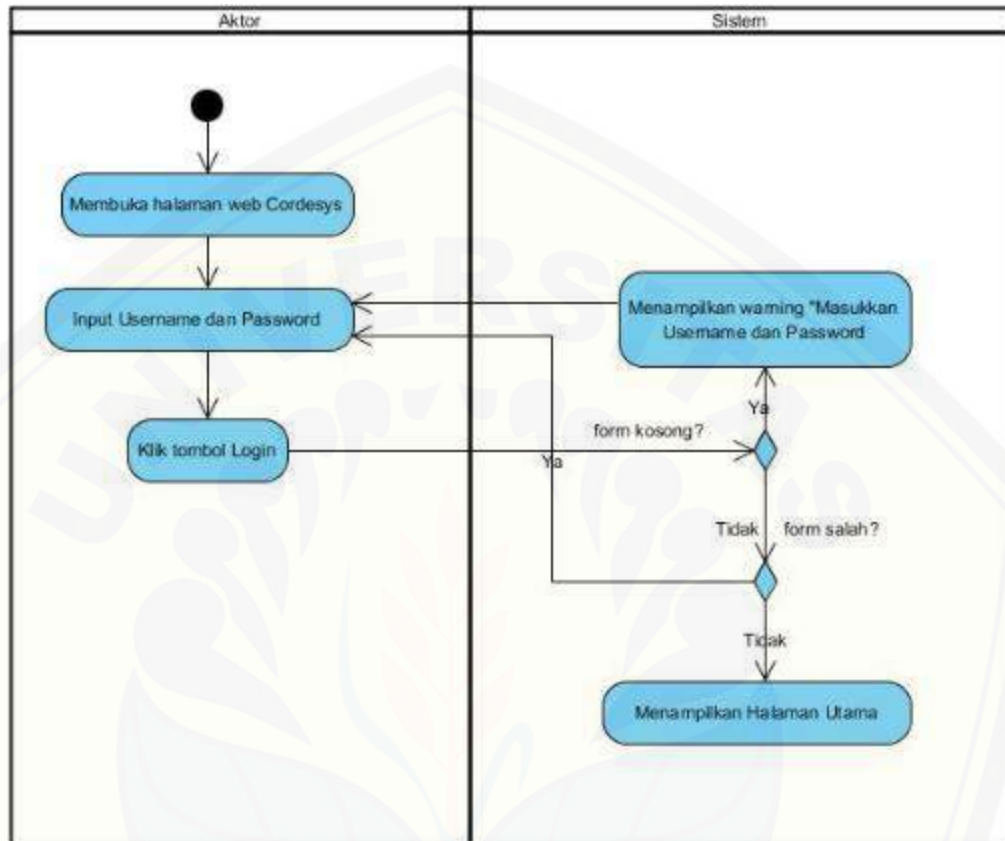 Aktor
Sistem
Membuka halaman web Cordesys
Input Username dan Password
Menampilkan warning "Masukkan
Username dan Password
Ya
form kosong?
Klik tombol Login
Ya
Tidak
form salah?
Tidak
Menampilkan Halaman Utama
UNIVERSITAS